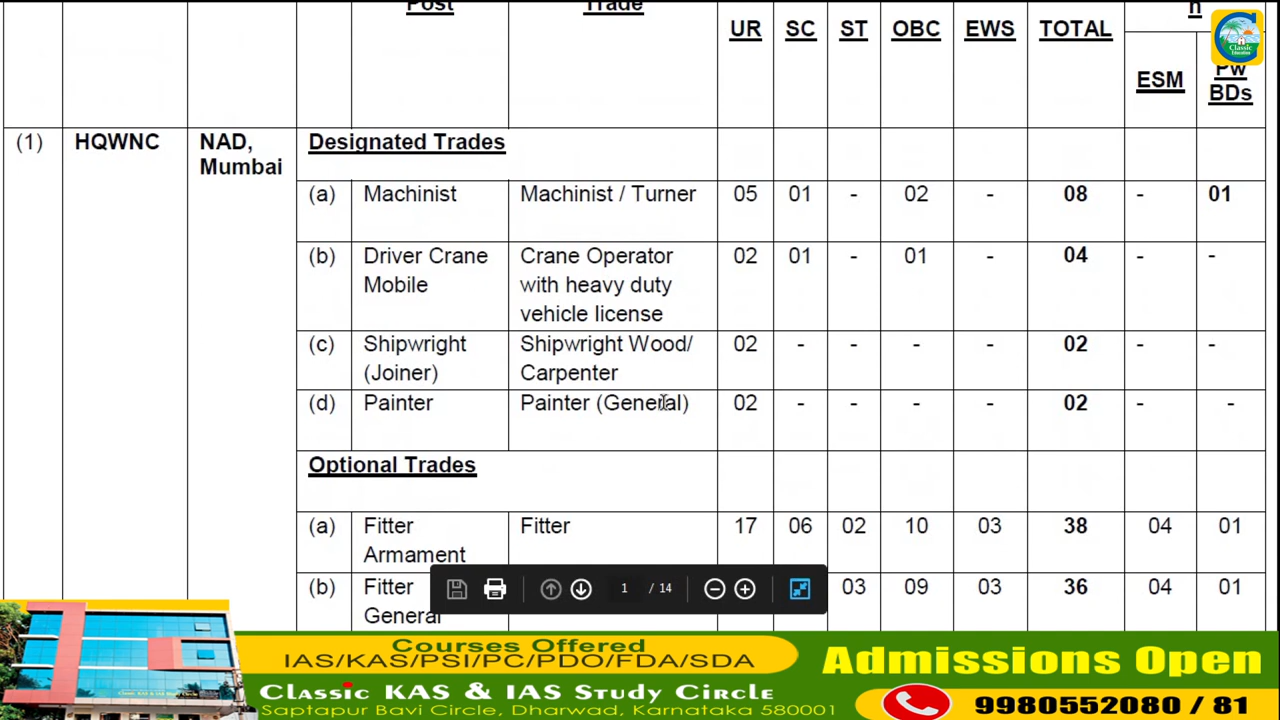 Post Trade
UR SC ST OBC EWS TOTAL n
ESM Pw
BDs
Classic
Education
(1) HQWNC NAD,
Mumbai
Designated Trades
(a) Machinist Machinist / Turner 05 01 - 02 - 08 - 01
(b) Driver Crane
Mobile Crane Operator
with heavy duty
vehicle license 02 01 - 01 - 04 - -
(c) Shipwright
(Joiner) Shipwright Wood/
Carpenter 02 - - - - 02 - -
(d) Painter Painter (General) 02 - - - - 02 - -
Optional Trades
(a) Fitter
Armament Fitter 17 06 02 10 03 38 04 01
(b) Fitter
General 03 09 03 36 04 01
1 / 14
Courses Offered
IAS/KAS/PSI/PC/PDO/FDA/SDA
Classic KAS & IAS Study Circle
Saptapur Bavi Circle, Dharwad, Karnataka 580001
Admissions Open
9980552080 / 81